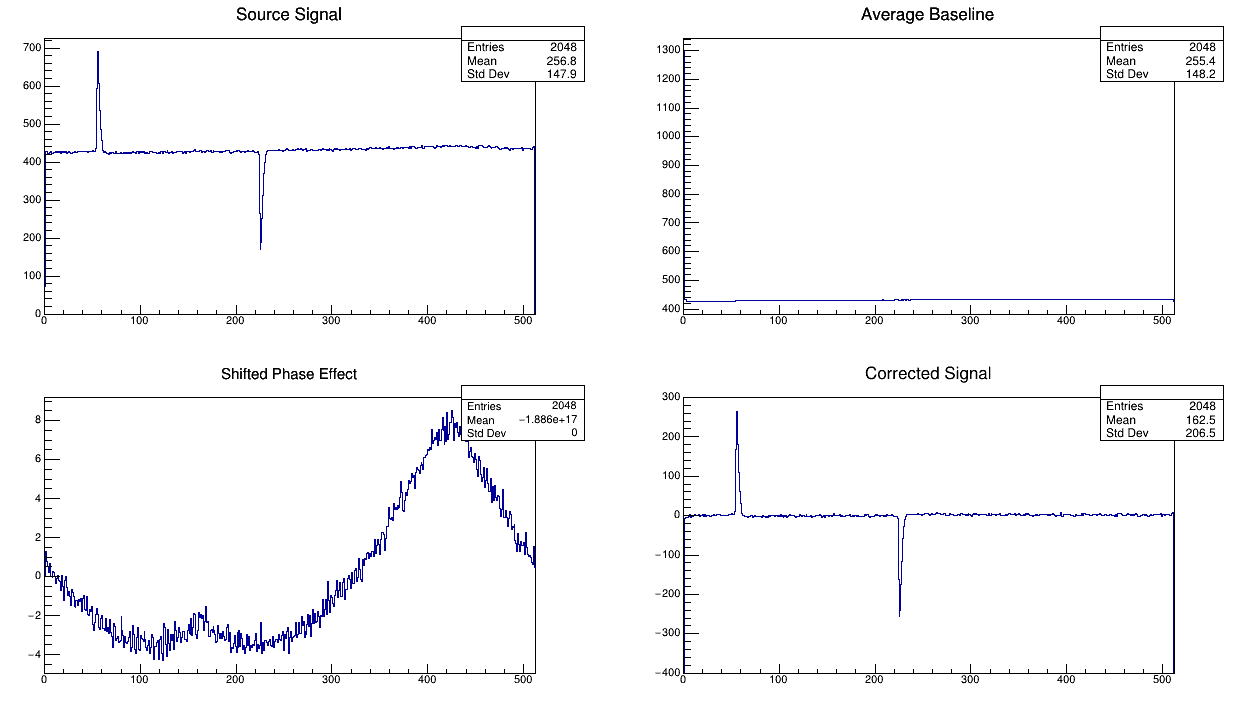 Source Signal
Entries 2048
Mean 256.8
Std Dev 147.9
700
600
500
400
300
200
100
0
0 100 200 300 400 500
Average Baseline
Entries 2048
Mean 255.4
Std Dev 148.2
1300
1200
1100
1000
900
800
700
600
500
400
0 100 200 300 400 500
Shifted Phase Effect
Entries 2048
Mean −1.886e+17
Std Dev 0
8
6
4
2
0
−2
−4
0 100 200 300 400 500
Corrected Signal
Entries 2048
Mean 162.5
Std Dev 206.5
300
200
100
0
−100
−200
−300
−400
0 100 200 300 400 500